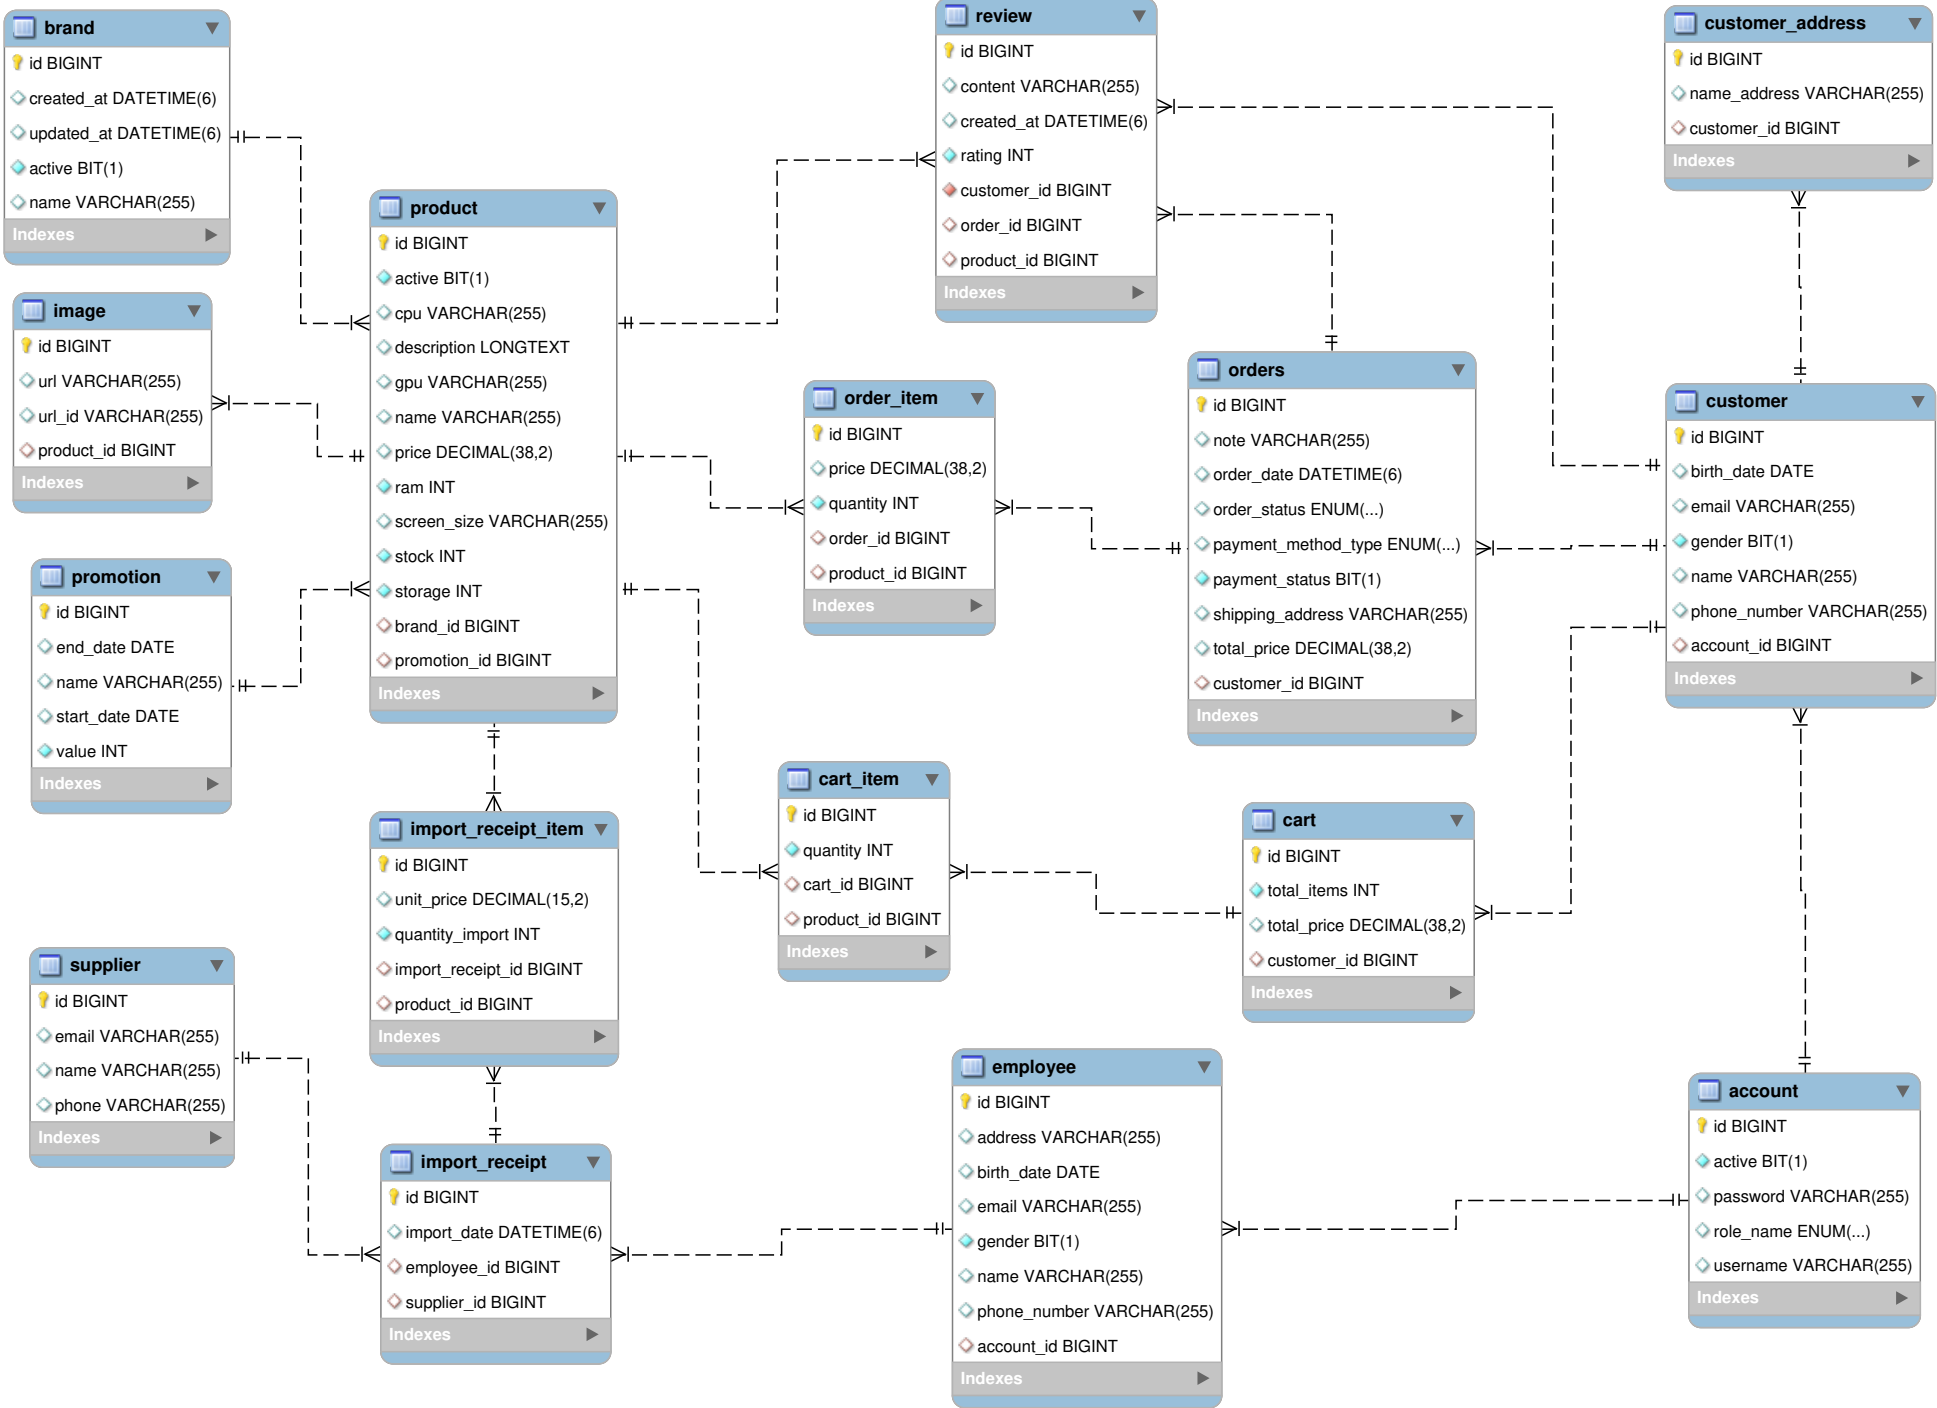 brand
id BIGINT
created_at DATETIME(6)
updated_at DATETIME(6)
active BIT(1)
name VARCHAR(255)
Indexes
image
id BIGINT
url VARCHAR(255)
url_id VARCHAR(255)
product_id BIGINT
Indexes
promotion
id BIGINT
end_date DATE
name VARCHAR(255)
start_date DATE
value INT
Indexes
supplier
id BIGINT
email VARCHAR(255)
name VARCHAR(255)
phone VARCHAR(255)
Indexes
product
id BIGINT
active BIT(1)
cpu VARCHAR(255)
description LONGTEXT
gpu VARCHAR(255)
name VARCHAR(255)
price DECIMAL(38,2)
ram INT
screen_size VARCHAR(255)
stock INT
storage INT
brand_id BIGINT
promotion_id BIGINT
Indexes
import_receipt_item
id BIGINT
unit_price DECIMAL(15,2)
quantity_import INT
import_receipt_id BIGINT
product_id BIGINT
Indexes
import_receipt
id BIGINT
import_date DATETIME(6)
employee_id BIGINT
supplier_id BIGINT
Indexes
review
id BIGINT
content VARCHAR(255)
created_at DATETIME(6)
rating INT
customer_id BIGINT
order_id BIGINT
product_id BIGINT
Indexes
order_item
id BIGINT
price DECIMAL(38,2)
quantity INT
order_id BIGINT
product_id BIGINT
Indexes
cart_item
id BIGINT
quantity INT
cart_id BIGINT
product_id BIGINT
Indexes
employee
id BIGINT
address VARCHAR(255)
birth_date DATE
email VARCHAR(255)
gender BIT(1)
name VARCHAR(255)
phone_number VARCHAR(255)
account_id BIGINT
Indexes
orders
id BIGINT
note VARCHAR(255)
order_date DATETIME(6)
order_status ENUM(...)
payment_method_type ENUM(...)
payment_status BIT(1)
shipping_address VARCHAR(255)
total_price DECIMAL(38,2)
customer_id BIGINT
Indexes
cart
id BIGINT
total_items INT
total_price DECIMAL(38,2)
customer_id BIGINT
Indexes
customer_address
id BIGINT
name_address VARCHAR(255)
customer_id BIGINT
Indexes
customer
id BIGINT
birth_date DATE
email VARCHAR(255)
gender BIT(1)
name VARCHAR(255)
phone_number VARCHAR(255)
account_id BIGINT
Indexes
account
id BIGINT
active BIT(1)
password VARCHAR(255)
role_name ENUM(...)
username VARCHAR(255)
Indexes